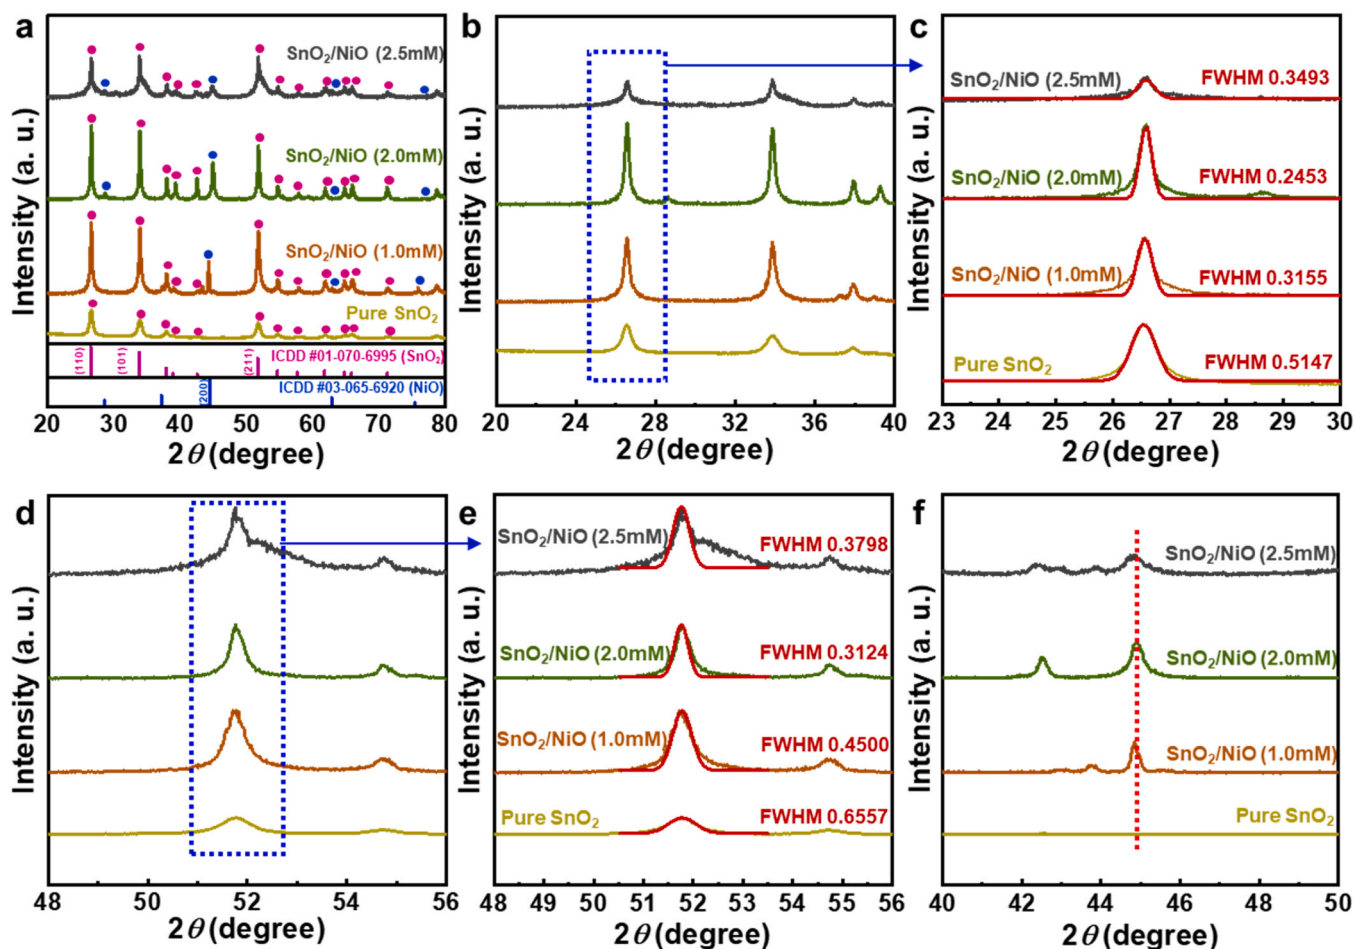 a
SnO₂/NiO (2.5mM)
SnO₂/NiO (2.0mM)
SnO₂/NiO (1.0mM)
Pure SnO₂
(110)
(101)
(211)
ICDD #01-070-6995 (SnO₂)
(200)
ICDD #03-065-6920 (NiO)
Intensity (a. u.)
20 30 40 50 60 70 80
2θ (degree)
b
Intensity (a. u.)
20 24 28 32 36 40
2θ (degree)
c
SnO₂/NiO (2.5mM) FWHM 0.3493
SnO₂/NiO (2.0mM) FWHM 0.2453
SnO₂/NiO (1.0mM) FWHM 0.3155
Pure SnO₂ FWHM 0.5147
Intensity (a. u.)
23 24 25 26 27 28 29 30
2θ (degree)
d
Intensity (a. u.)
48 50 52 54 56
2θ (degree)
e
SnO₂/NiO (2.5mM) FWHM 0.3798
SnO₂/NiO (2.0mM) FWHM 0.3124
SnO₂/NiO (1.0mM) FWHM 0.4500
Pure SnO₂ FWHM 0.6557
Intensity (a. u.)
48 49 50 51 52 53 54 55 56
2θ (degree)
f
SnO₂/NiO (2.5mM)
SnO₂/NiO (2.0mM)
SnO₂/NiO (1.0mM)
Pure SnO₂
Intensity (a. u.)
40 42 44 46 48 50
2θ (degree)